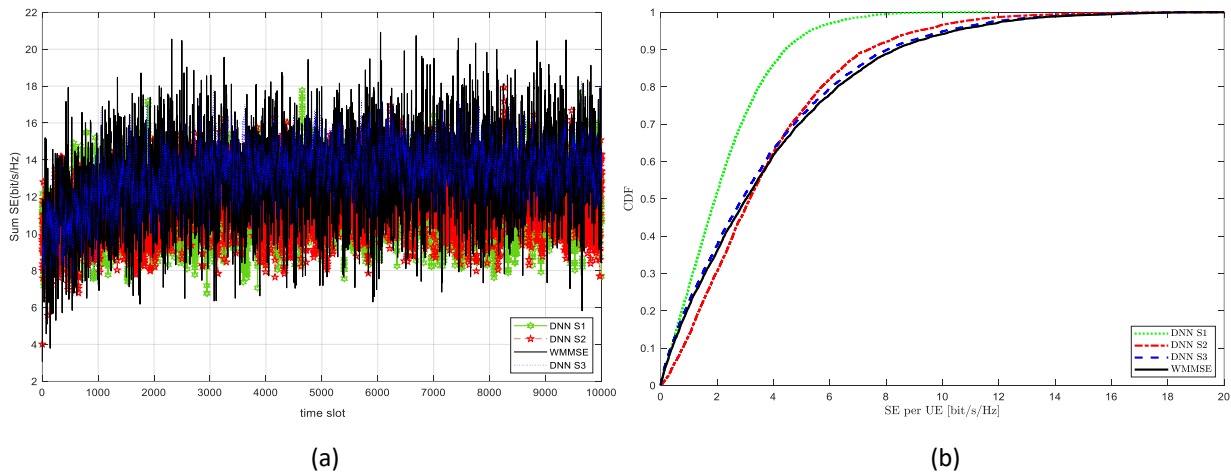 22
20
18
16
14
12
10
8
6
4
2
Sum SE(bit/s/Hz)
0 1000 2000 3000 4000 5000 6000 7000 8000 9000 10000
time slot
DNN S1
DNN S2
WMMSE
DNN S3
(a)
1
0.9
0.8
0.7
0.6
0.5
0.4
0.3
0.2
0.1
0
CDF
0 2 4 6 8 10 12 14 16 18 20
SE per UE [bit/s/Hz]
DNN S1
DNN S2
DNN S3
WMMSE
(b)